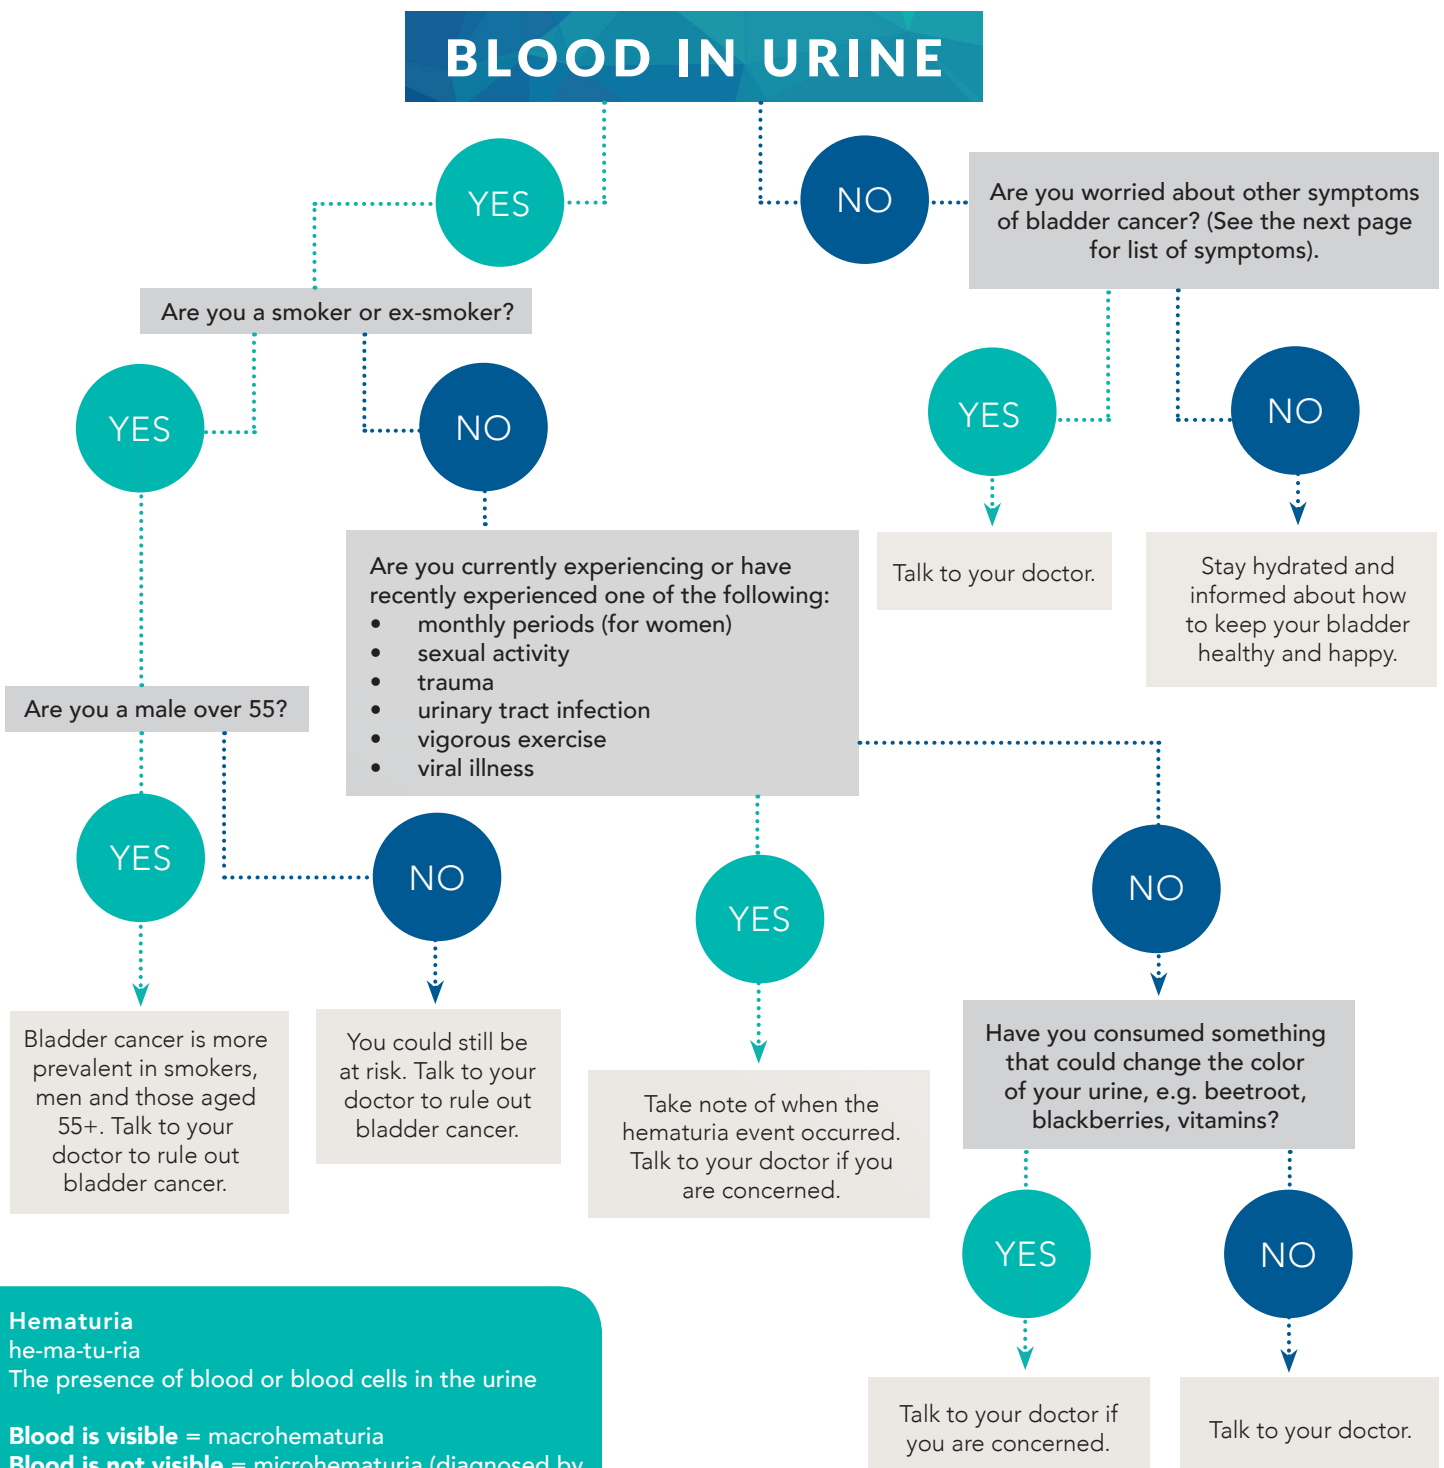 BLOOD IN URINE
YES
NO
Are you worried about other symptoms
of bladder cancer? (See the next page
for list of symptoms).
Are you a smoker or ex-smoker?
YES
NO
YES
NO
Talk to your doctor.
Stay hydrated and
informed about how
to keep your bladder
healthy and happy.
Are you currently experiencing or have
recently experienced one of the following:
• monthly periods (for women)
• sexual activity
• trauma
• urinary tract infection
• vigorous exercise
• viral illness
Are you a male over 55?
YES
NO
YES
NO
Bladder cancer is more
prevalent in smokers,
men and those aged
55+. Talk to your
doctor to rule out
bladder cancer.
You could still be
at risk. Talk to your
doctor to rule out
bladder cancer.
Take note of when the
hematuria event occurred.
Talk to your doctor if you
are concerned.
Have you consumed something
that could change the color
of your urine, e.g. beetroot,
blackberries, vitamins?
YES
NO
Talk to your doctor if
you are concerned.
Talk to your doctor.
Hematuria
he-ma-tu-ria
The presence of blood or blood cells in the urine
Blood is visible = macrohematuria
Blood is not visible = microhematuria (diagnosed by